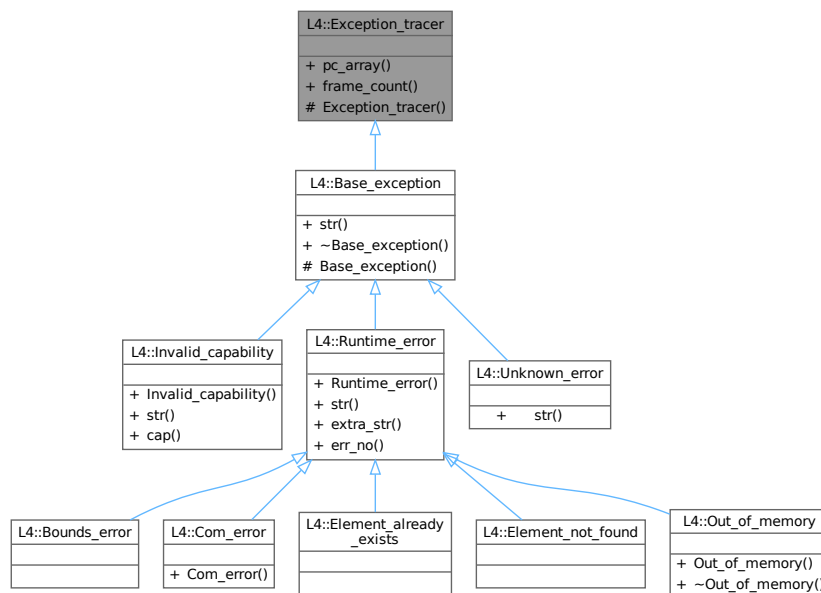 L4::Exception_tracer
+ pc_array()
+ frame_count()
# Exception_tracer()
L4::Base_exception
+ str()
+ ~Base_exception()
# Base_exception()
L4::Invalid_capability
+ Invalid_capability()
+ str()
+ cap()
L4::Runtime_error
+ Runtime_error()
+ str()
+ extra_str()
+ err_no()
L4::Unknown_error
+ str()
L4::Bounds_error
L4::Com_error
+ Com_error()
L4::Element_already
_exists
L4::Element_not_found
L4::Out_of_memory
+ Out_of_memory()
+ ~Out_of_memory()